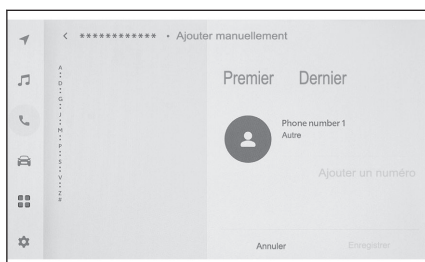 < ************ • Ajouter manuellement
A
D
G
J
M
P
S
V
Z
#
Premier Dernier
Phone number 1
Autre
Ajouter un numéro
Annuler Enregistrer